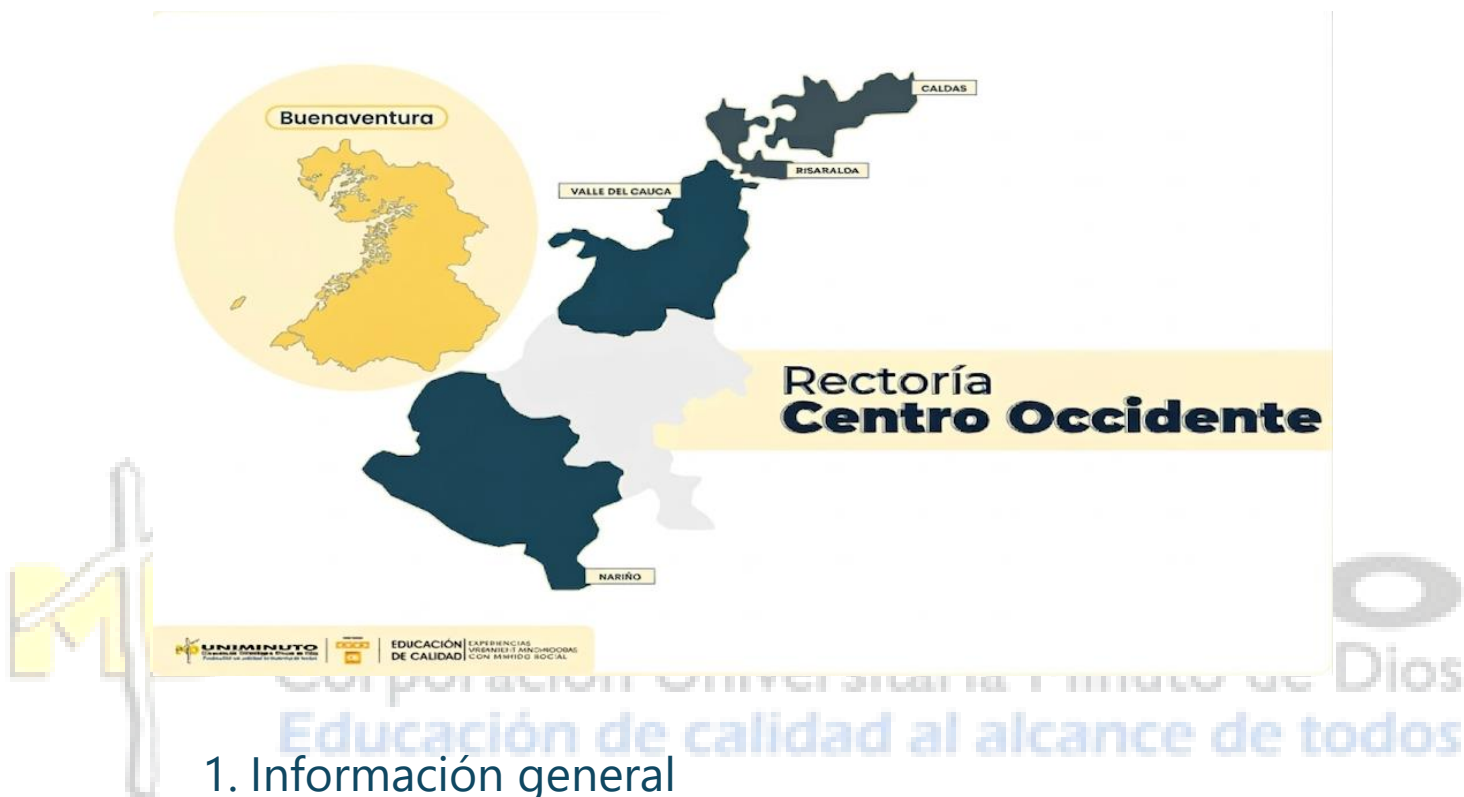 Buenaventura
CALDAS
RISARALDA
VALLE DEL CAUCA
Rectoría
Centro Occidente
NARIÑO
UNIMINUTO
EDUCACIÓN
DE CALIDAD
Corporación Universitaria Minuto de Dios
Educación de calidad al alcance de todos
1. Información general